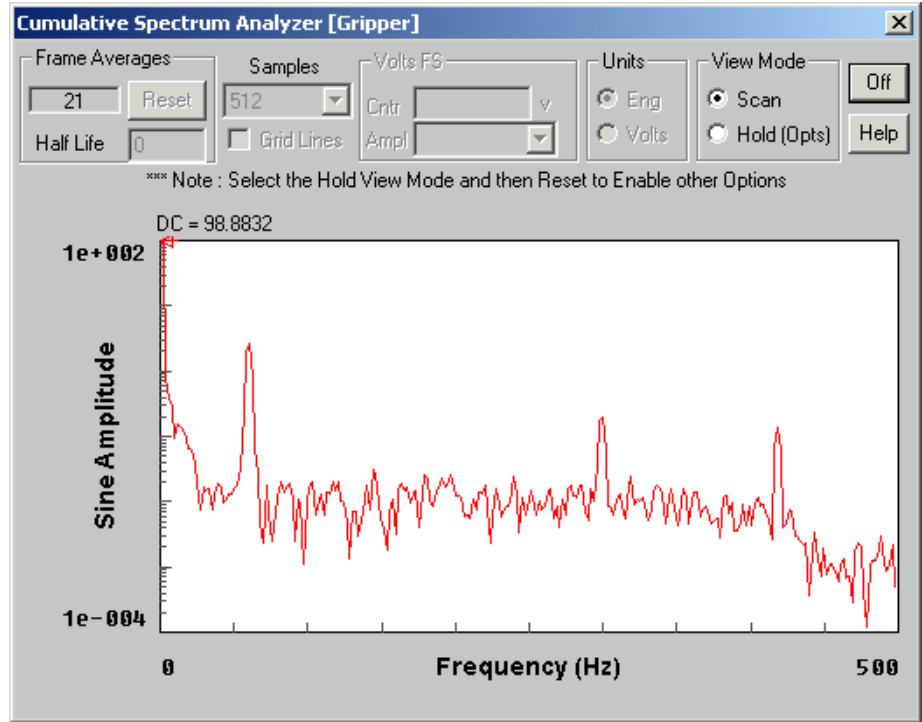 Cumulative Spectrum Analyzer [Gripper]
Frame Averages
21
Reset
Half Life
0
Samples
512
Grid Lines
Volts FS
Cntr
v
Ampl
Units
Eng
Volts
View Mode
Scan
Hold (Opts)
Off
Help
*** Note : Select the Hold View Mode and then Reset to Enable other Options
DC = 98.8832
1e+002
Sine Amplitude
1e-004
0
Frequency (Hz)
500